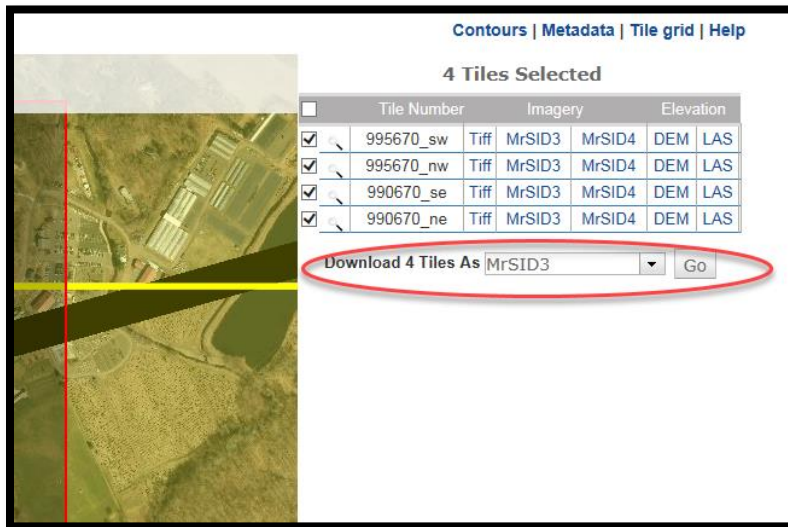 Contours | Metadata | Tile grid | Help
4 Tiles Selected
Tile Number Imagery Elevation
995670_sw Tiff MrSID3 MrSID4 DEM LAS
995670_nw Tiff MrSID3 MrSID4 DEM LAS
990670_se Tiff MrSID3 MrSID4 DEM LAS
990670_ne Tiff MrSID3 MrSID4 DEM LAS
Download 4 Tiles As MrSID3 Go